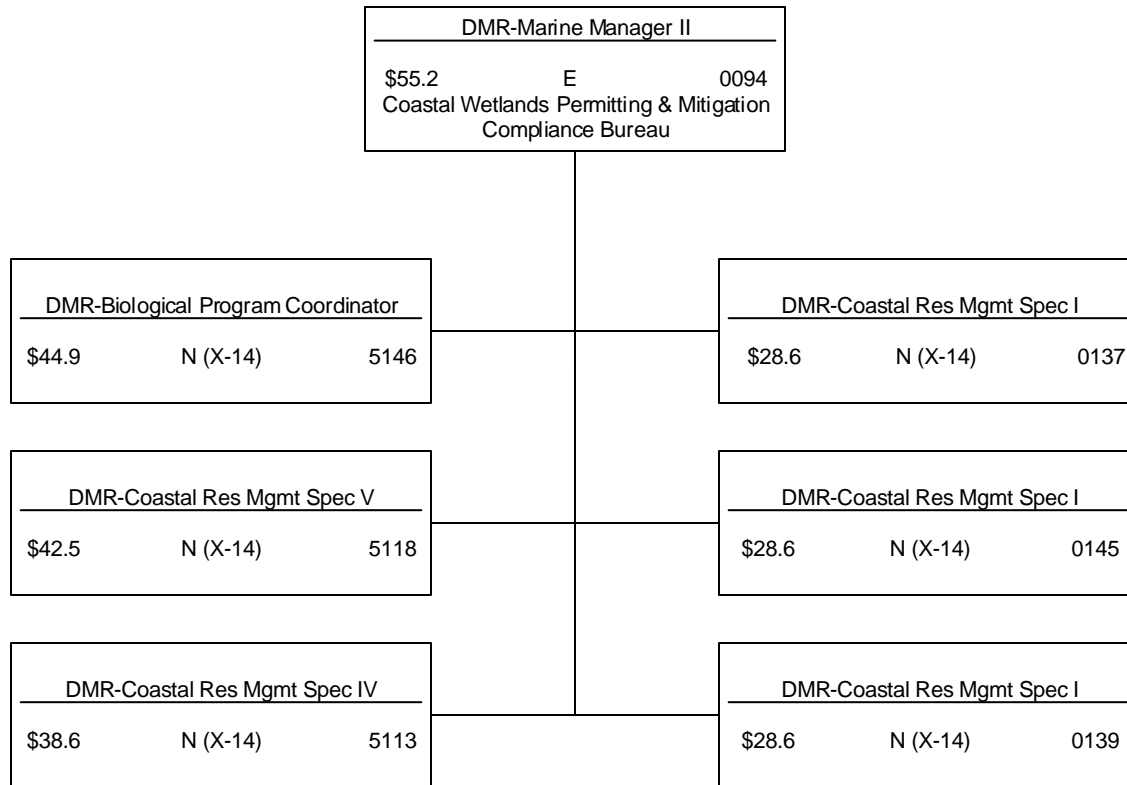 DMR-Marine Manager II
$55.2 E 0094
Coastal Wetlands Permitting & Mitigation
Compliance Bureau
DMR-Biological Program Coordinator
$44.9 N (X-14) 5146
DMR-Coastal Res Mgmt Spec I
$28.6 N (X-14) 0137
DMR-Coastal Res Mgmt Spec V
$42.5 N (X-14) 5118
DMR-Coastal Res Mgmt Spec I
$28.6 N (X-14) 0145
DMR-Coastal Res Mgmt Spec IV
$38.6 N (X-14) 5113
DMR-Coastal Res Mgmt Spec I
$28.6 N (X-14) 0139